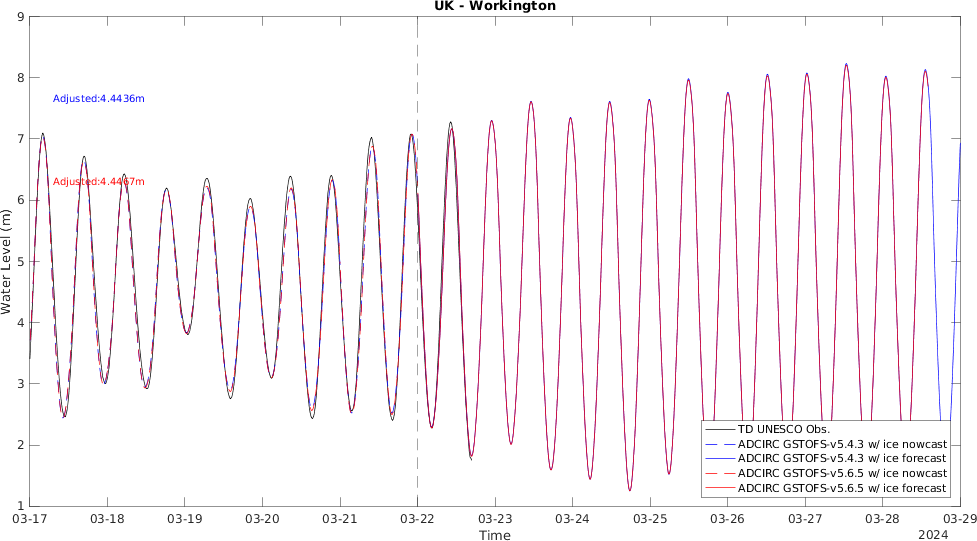 UK - Workington
9
8
7
6
5
4
3
2
1
Water Level (m)
Adjusted:4.4436m
Adjusted:4.4467m
TD UNESCO Obs.
ADCIRC GSTOFS-v5.4.3 w/ ice nowcast
ADCIRC GSTOFS-v5.4.3 w/ ice forecast
ADCIRC GSTOFS-v5.6.5 w/ ice nowcast
ADCIRC GSTOFS-v5.6.5 w/ ice forecast
03-17 03-18 03-19 03-20 03-21 03-22 03-23 03-24 03-25 03-26 03-27 03-28 03-29
Time 2024